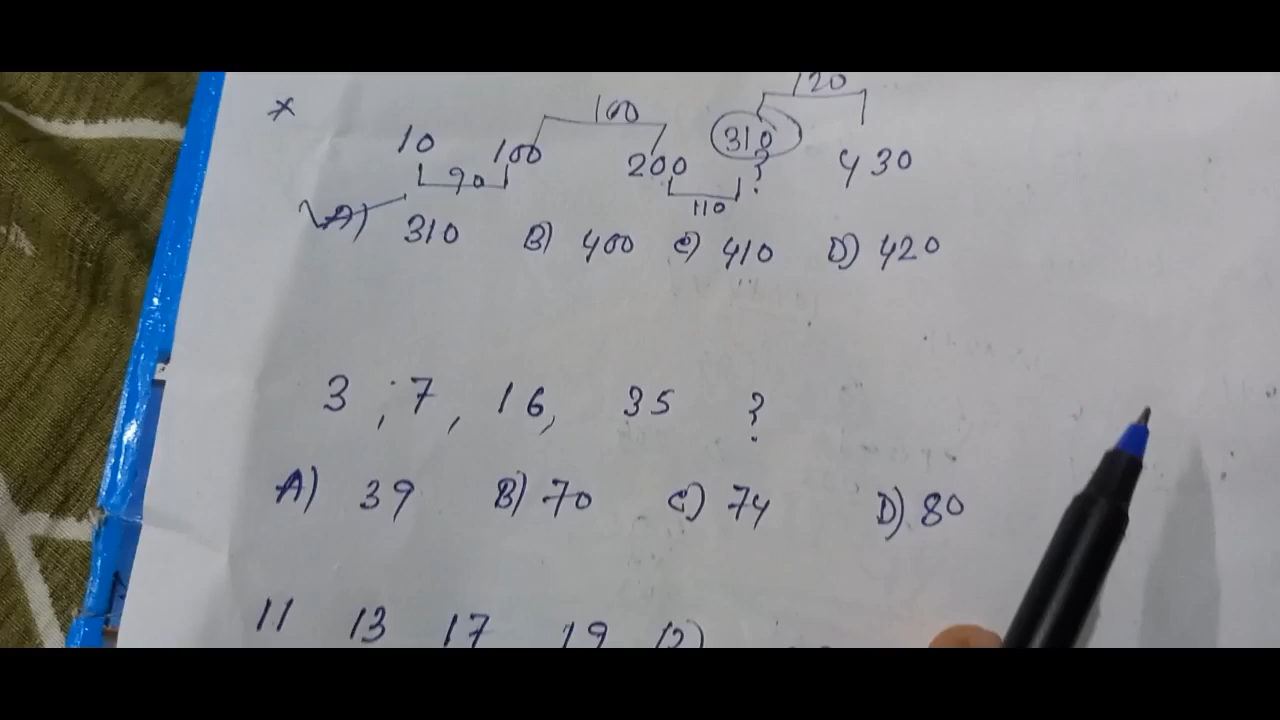 120
* 10 100 100 200 310 ? 430
90 110
A) 310 B) 400 C) 410 D) 420
3, 7, 16, 35 ?
A) 39 B) 70 C) 74 D) 80
11 13 17 19